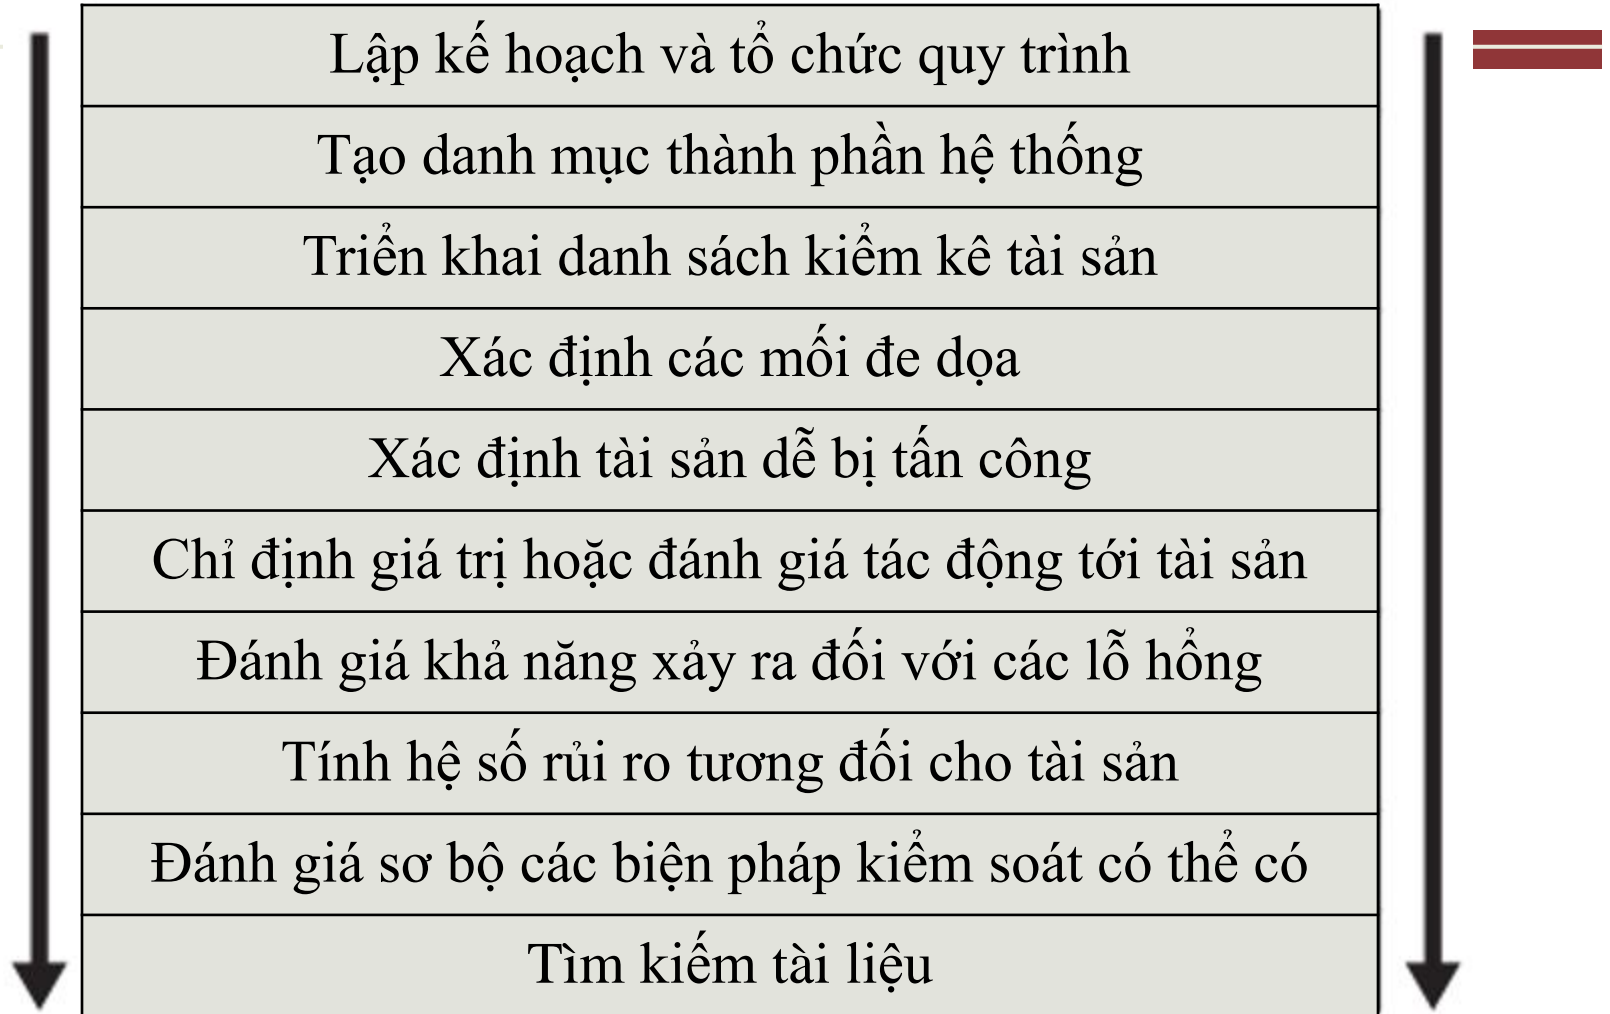 Lập kế hoạch và tổ chức quy trình
Tạo danh mục thành phần hệ thống
Triển khai danh sách kiểm kê tài sản
Xác định các mối đe dọa
Xác định tài sản dễ bị tấn công
Chỉ định giá trị hoặc đánh giá tác động tới tài sản
Đánh giá khả năng xảy ra đối với các lỗ hổng
Tính hệ số rủi ro tương đối cho tài sản
Đánh giá sơ bộ các biện pháp kiểm soát có thể có
Tìm kiếm tài liệu